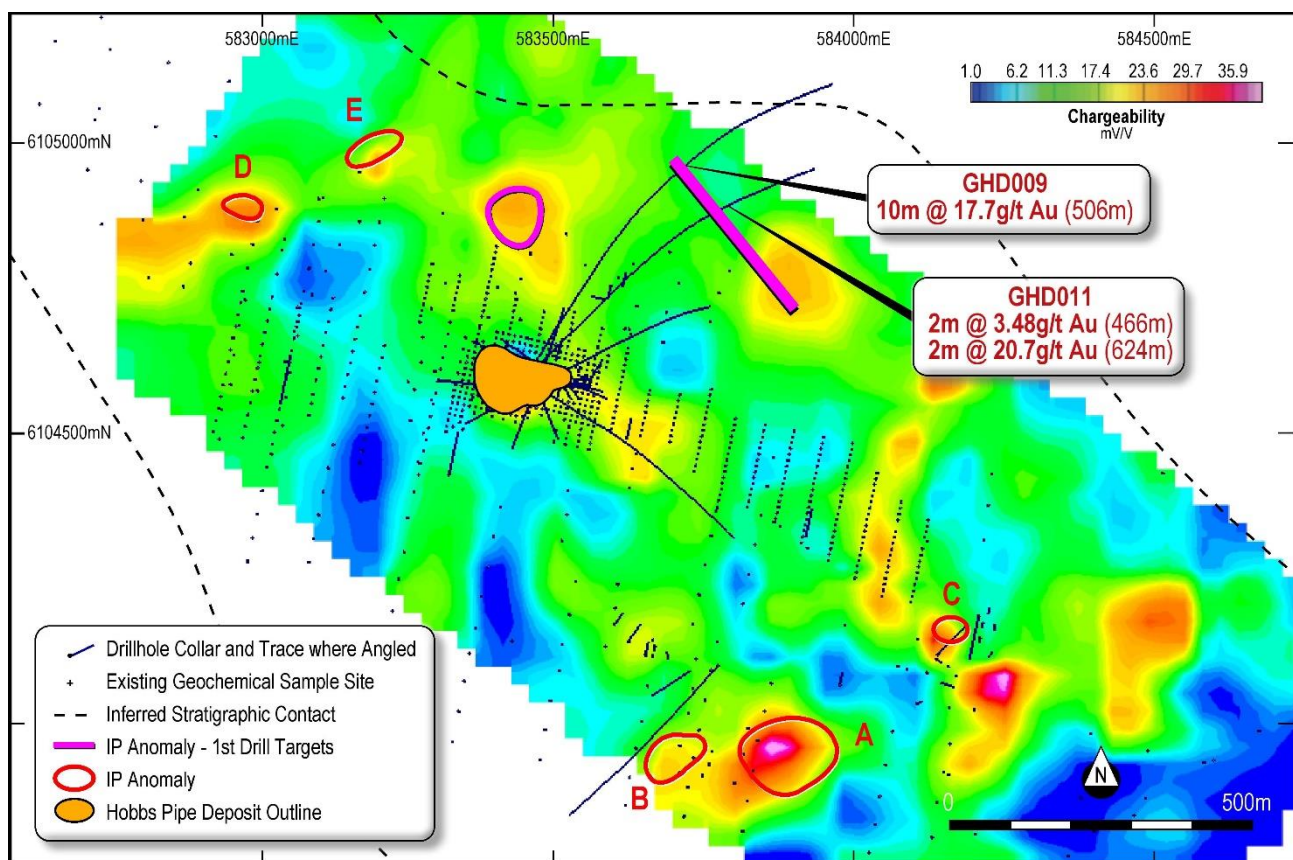 583000mE
583500mE
584000mE
584500mE
1.0 6.2 11.3 17.4 23.6 29.7 35.9
Chargeability
mV/V
E
6105000mN
D
GHD009
10m @ 17.7g/t Au (506m)
GHD011
2m @ 3.48g/t Au (466m)
2m @ 20.7g/t Au (624m)
6104500mN
C
Drillhole Collar and Trace where Angled
Existing Geochemical Sample Site
Inferred Stratigraphic Contact
IP Anomaly - 1st Drill Targets
IP Anomaly
Hobbs Pipe Deposit Outline
A
B
N
0
500m